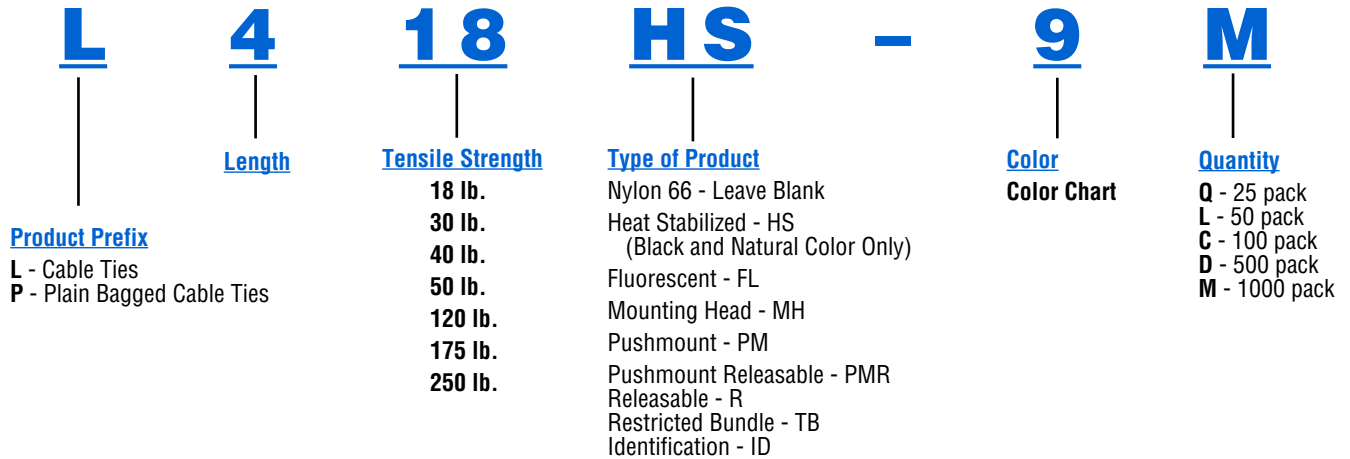 L 4 18 HS - 9 M
Product Prefix
L - Cable Ties
P - Plain Bagged Cable Ties
Length
Tensile Strength
18 lb.
30 lb.
40 lb.
50 lb.
120 lb.
175 lb.
250 lb.
Type of Product
Nylon 66 - Leave Blank
Heat Stabilized - HS
(Black and Natural Color Only)
Fluorescent - FL
Mounting Head - MH
Pushmount - PM
Pushmount Releasable - PMR
Releasable - R
Restricted Bundle - TB
Identification - ID
Color
Color Chart
Quantity
Q - 25 pack
L - 50 pack
C - 100 pack
D - 500 pack
M - 1000 pack